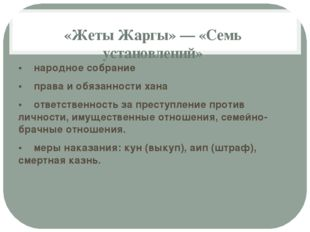 «Жеты Жаргы» — «Семь
установлений»
• народное собрание
• права и обязанности хана
• ответственность за преступление против
личности, имущественные отношения, семейно-
брачные отношения.
• меры наказания: кун (выкуп), аип (штраф),
смертная казнь.